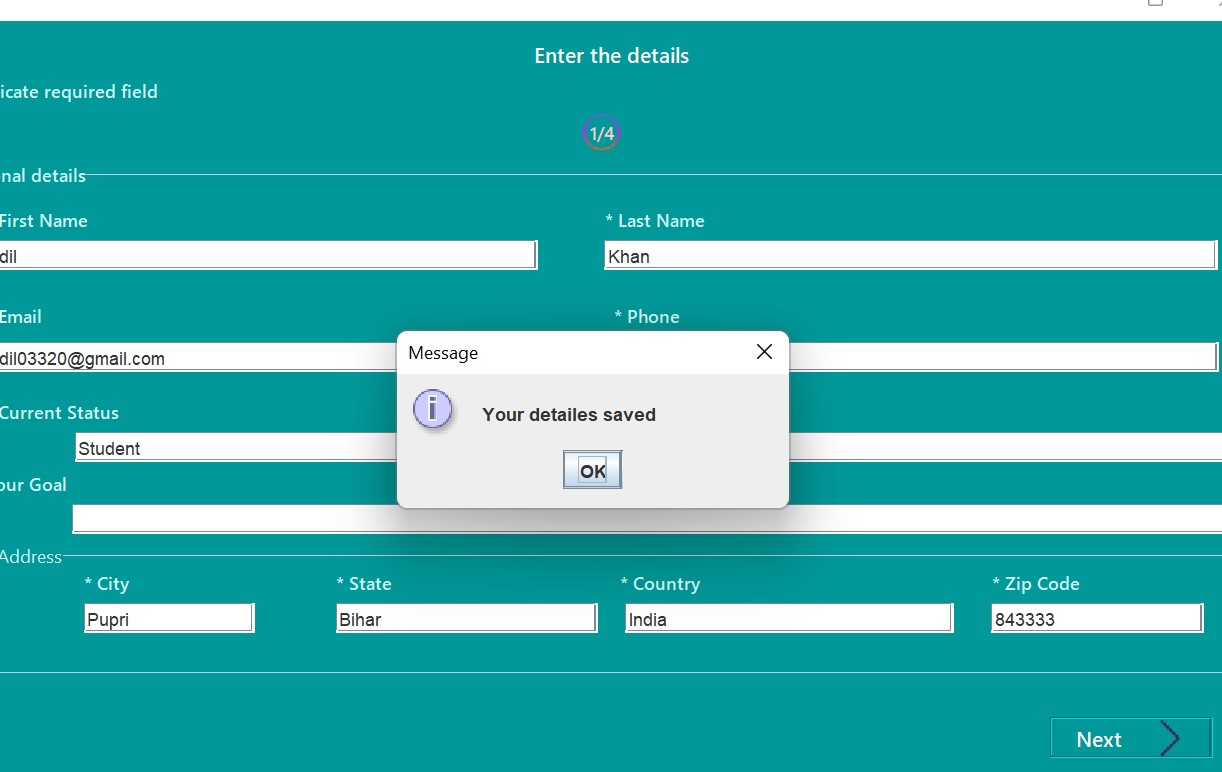 Enter the details
icate required field
1/4
nal details
First Name
* Last Name
dil
Khan
Email
* Phone
dil03320@gmail.com
Message
Your detailes saved
OK
Current Status
Student
our Goal
Address
* City
* State
* Country
* Zip Code
Pupri
Bihar
India
843333
Next